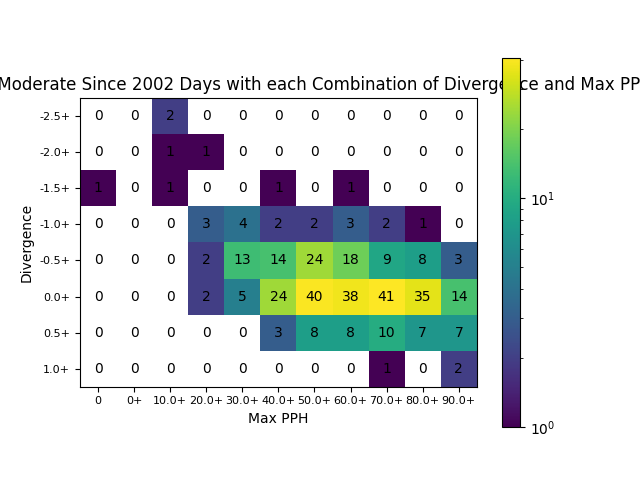 Moderate Since 2002 Days with each Combination of Divergence and Max PP
-2.5+ 0 0 2 0 0 0 0 0 0 0 0
-2.0+ 0 0 1 1 0 0 0 0 0 0 0
-1.5+ 1 0 1 0 0 1 0 1 0 0 0
-1.0+ 0 0 0 3 4 2 2 3 2 1 0
-0.5+ 0 0 0 2 13 14 24 18 9 8 3
0.0+ 0 0 0 2 5 24 40 38 41 35 14
0.5+ 0 0 0 0 0 3 8 8 10 7 7
1.0+ 0 0 0 0 0 0 0 0 1 0 2
0 0+ 10.0+ 20.0+ 30.0+ 40.0+ 50.0+ 60.0+ 70.0+ 80.0+ 90.0+
Max PPH
Divergence
10^1
10^0